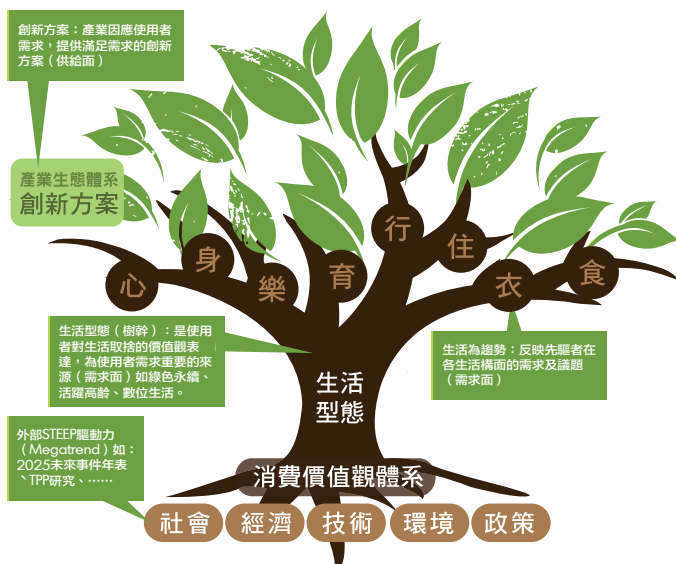 創新方案：產業因應使用者
需求，提供滿足需求的創新
方案（供給面）
產業生態體系
創新方案
行
住
身
心
樂
育
衣
食
生活型態（樹幹）：是使用
者對生活取捨的價值觀表
達，為使用者需求重要的來
源（需求面）如綠色永續、
活躍高齡、數位生活。
生活為趨勢：反映先驅者在
各生活構面的需求及議題
（需求面）
生活
型態
外部STEEP驅動力
（Megatrend）如：
2025未來事件年表
、TPP研究、……
消費價值觀體系
社會
經濟
技術
環境
政策